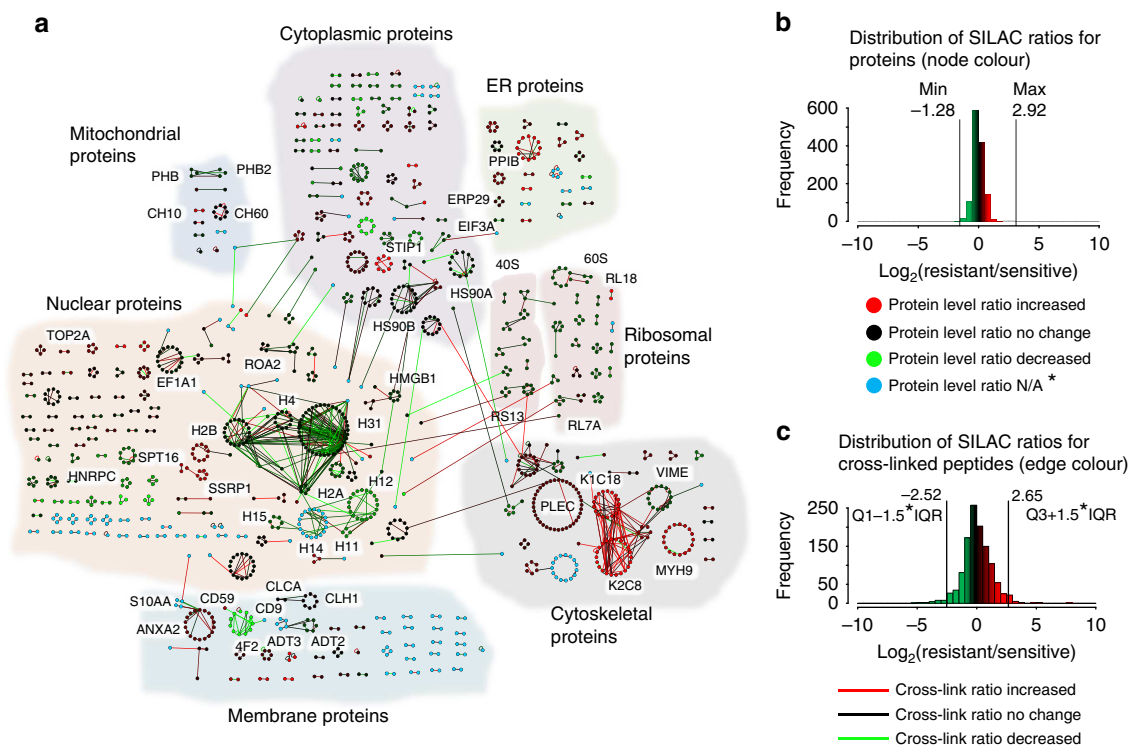 a
Cytoplasmic proteins
ER proteins
Mitochondrial
proteins
PHB
PHB2
CH10
CH60
PPIB
ERP29
EIF3A
STIP1
40S
60S
RL18
HS90A
HS90B
Ribosomal
proteins
Nuclear proteins
TOP2A
EF1A1
ROA2
HMGB1
H4
H31
H2B
RS13
RL7A
SPT16
HNRPC
SSRP1
H2A
H12
H15
H14
H11
K1C18
VIME
PLEC
MYH9
K2C8
Cytoskeletal
proteins
S10AA
CD59
CLCA
CLH1
CD9
ANXA2
4F2
ADT3
ADT2
Membrane proteins
b
Distribution of SILAC ratios for
proteins (node colour)
Min
–1.28
Max
2.92
Frequency
600
400
200
0
–10 –5 0 5 10
Log2(resistant/sensitive)
Protein level ratio increased
Protein level ratio no change
Protein level ratio decreased
Protein level ratio N/A *
c
Distribution of SILAC ratios for
cross-linked peptides (edge colour)
–2.52
Q1–1.5*IQR
2.65
Q3+1.5*IQR
Frequency
250
150
50
0
–10 –5 0 5 10
Log2(resistant/sensitive)
Cross-link ratio increased
Cross-link ratio no change
Cross-link ratio decreased